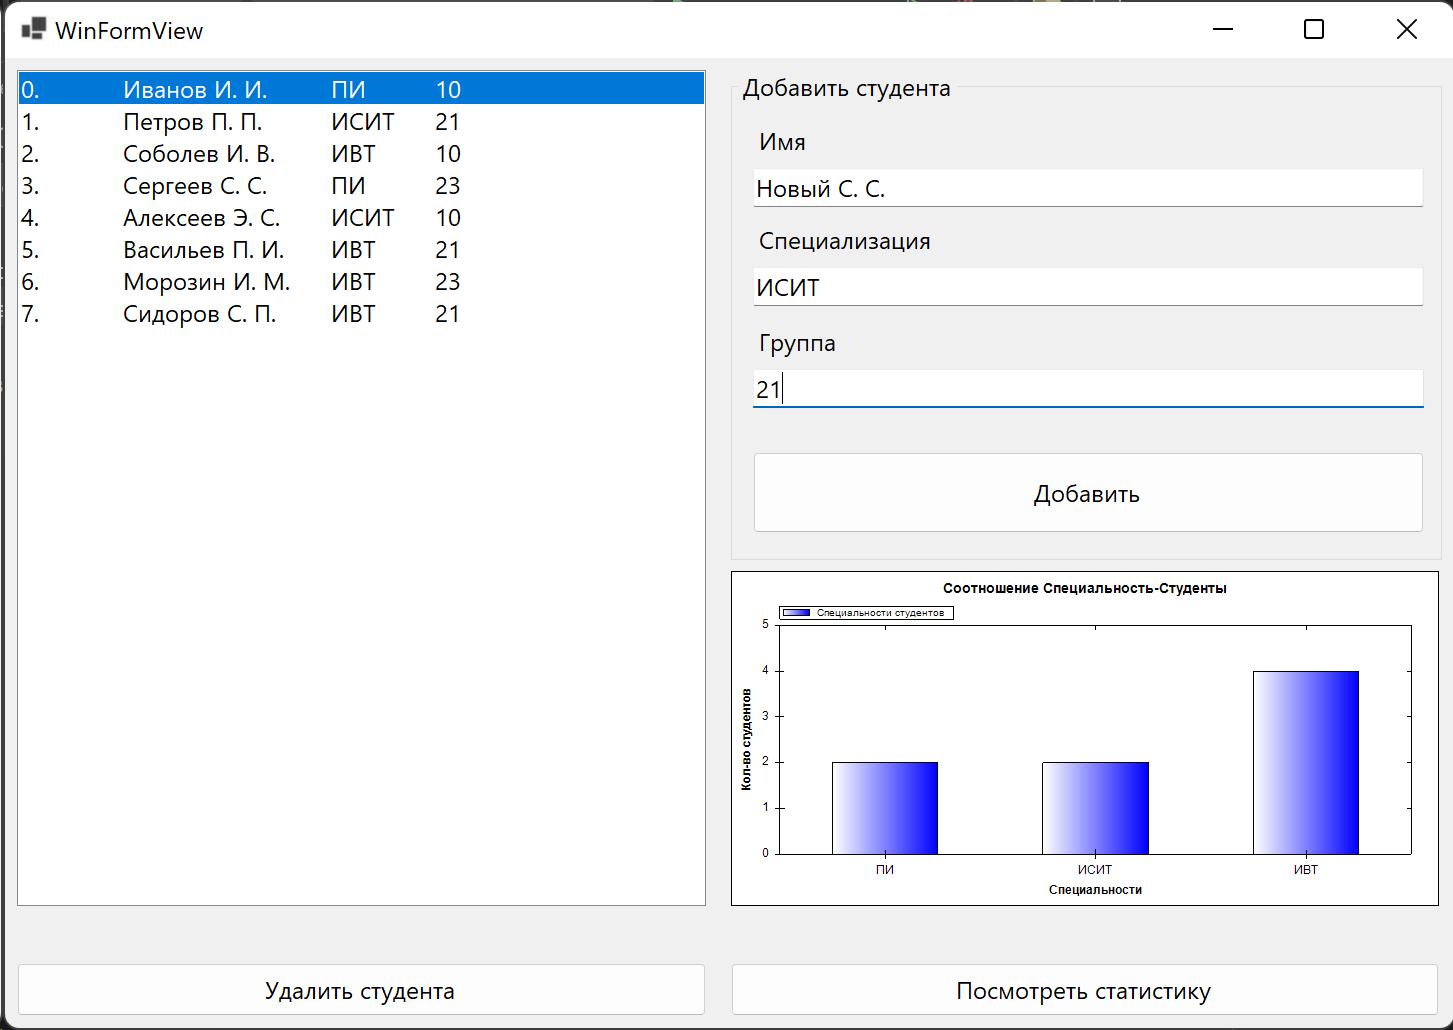 WinFormView
0. Иванов И. И. ПИ 10
1. Петров П. П. ИСИТ 21
2. Соболев И. В. ИВТ 10
3. Сергеев С. С. ПИ 23
4. Алексеев Э. С. ИСИТ 10
5. Васильев П. И. ИВТ 21
6. Морозин И. М. ИВТ 23
7. Сидоров С. П. ИВТ 21
Удалить студента
Добавить студента
Имя
Новый С. С.
Специализация
ИСИТ
Группа
21
Добавить
Соотношение Специальность-Студенты
Специальности студентов
Кол-во студентов
5
4
3
2
1
0
ПИ ИСИТ ИВТ
Специальности
Посмотреть статистику